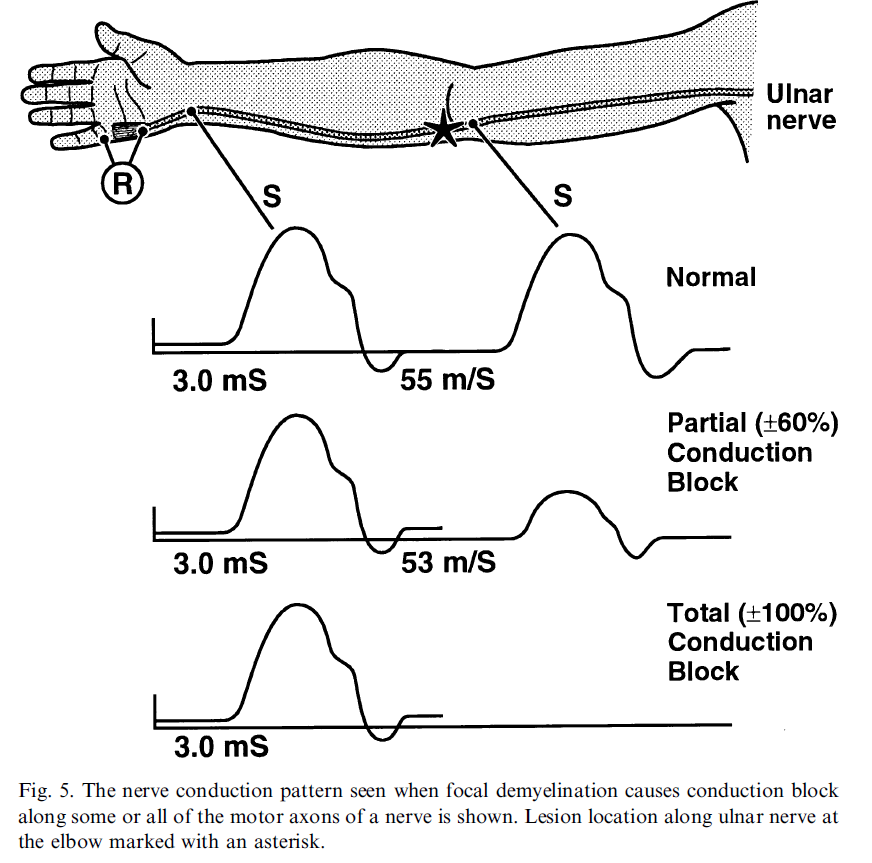 Ulnar
nerve
R
S
S
Normal
3.0 mS
55 m/S
Partial (±60%)
Conduction
Block
3.0 mS
53 m/S
Total (±100%)
Conduction
Block
3.0 mS
Fig. 5. The nerve conduction pattern seen when focal demyelination causes conduction block
along some or all of the motor axons of a nerve is shown. Lesion location along ulnar nerve at
the elbow marked with an asterisk.